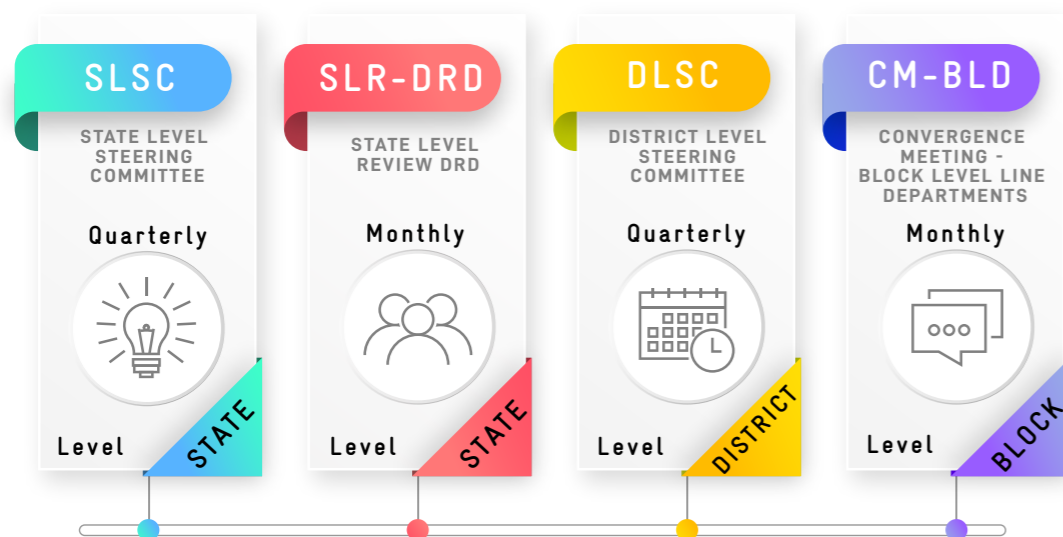 SLSC
STATE LEVEL
STEERING
COMMITTEE
Quarterly
Level
STATE
SLR-DRD
STATE LEVEL
REVIEW DRD
Monthly
Level
STATE
DLSC
DISTRICT LEVEL
STEERING
COMMITTEE
Quarterly
Level
DISTRICT
CM-BLD
CONVERGENCE
MEETING -
BLOCK LEVEL LINE
DEPARTMENTS
Monthly
Level
BLOCK